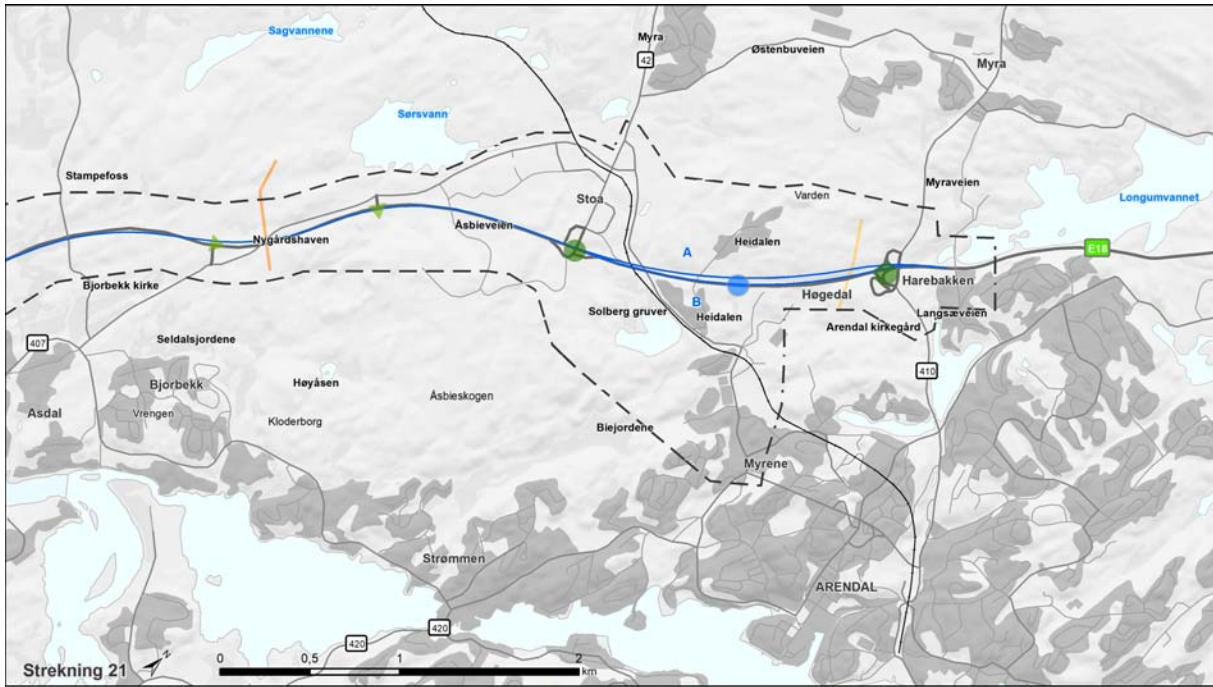 Sagvannene
Myra
42
Østenbuveien
Myra
Sørsvann
Stampefoss
Myraveien
Varden
Longumvannet
Stoa
Åsbieveien
Nygårdshaven
Heidalen
E18
A
Bjorbekk kirke
Harebakken
B
Høgedal
Solberg gruver
Heidalen
Langsæveien
Arendal kirkegård
Seldalsjordene
407
410
Bjorbekk
Høyåsen
Åsbieskogen
Asdal
Vrengen
Kloderborg
Biejordene
Myrene
Strømmen
ARENDAL
420
420
Strekning 21
N
0 0,5 1 2
km